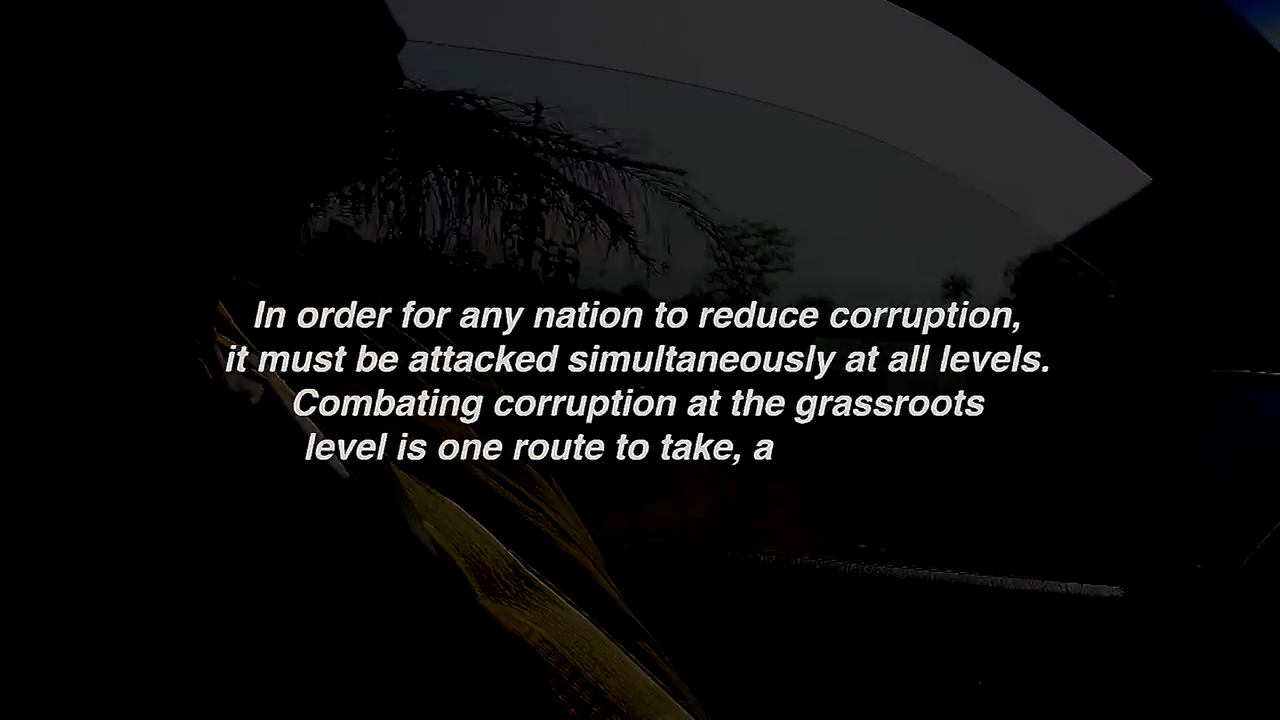 In order for any nation to reduce corruption,
it must be attacked simultaneously at all levels.
Combating corruption at the grassroots
level is one route to take, a